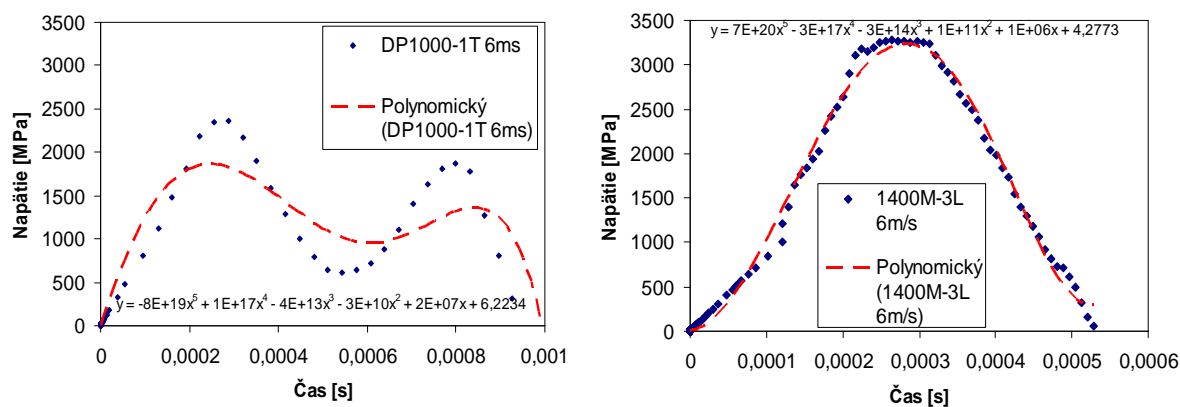 3500
3000
2500
2000
1500
1000
500
0
Napätie [MPa]
DP1000-1T 6ms
Polynomický
(DP1000-1T 6ms)
y = -8E+19x⁵ + 1E+17x⁴ - 4E+13x³ - 3E+10x² + 2E+07x + 6,2234
0
0,0002
0,0004
0,0006
0,0008
0,001
Čas [s]
3500
3000
2500
2000
1500
1000
500
0
Napätie [MPa]
y = 7E+20x⁵ - 3E+17x⁴ - 3E+14x³ + 1E+11x² + 1E+06x + 4,2773
1400M-3L
6m/s
Polynomický
(1400M-3L
6m/s)
0
0,0001
0,0002
0,0003
0,0004
0,0005
0,0006
Čas [s]